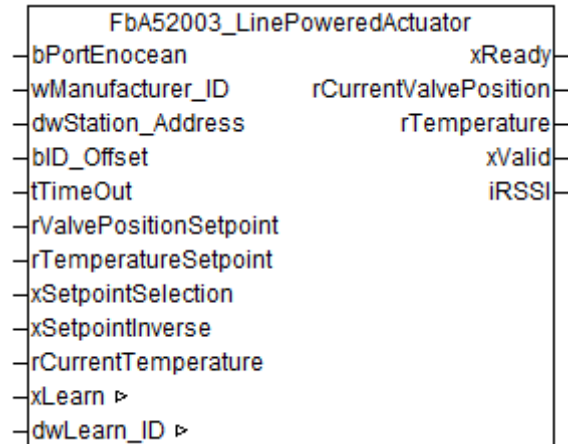 FbA52003_LinePoweredActuator
bPortEnocean xReady
wManufacturer_ID rCurrentValvePosition
dwStation_Address rTemperature
bID_Offset xValid
tTimeOut iRSSI
rValvePositionSetpoint
rTemperatureSetpoint
xSetpointSelection
xSetpointInverse
rCurrentTemperature
xLearn ▷
dwLearn_ID ▷